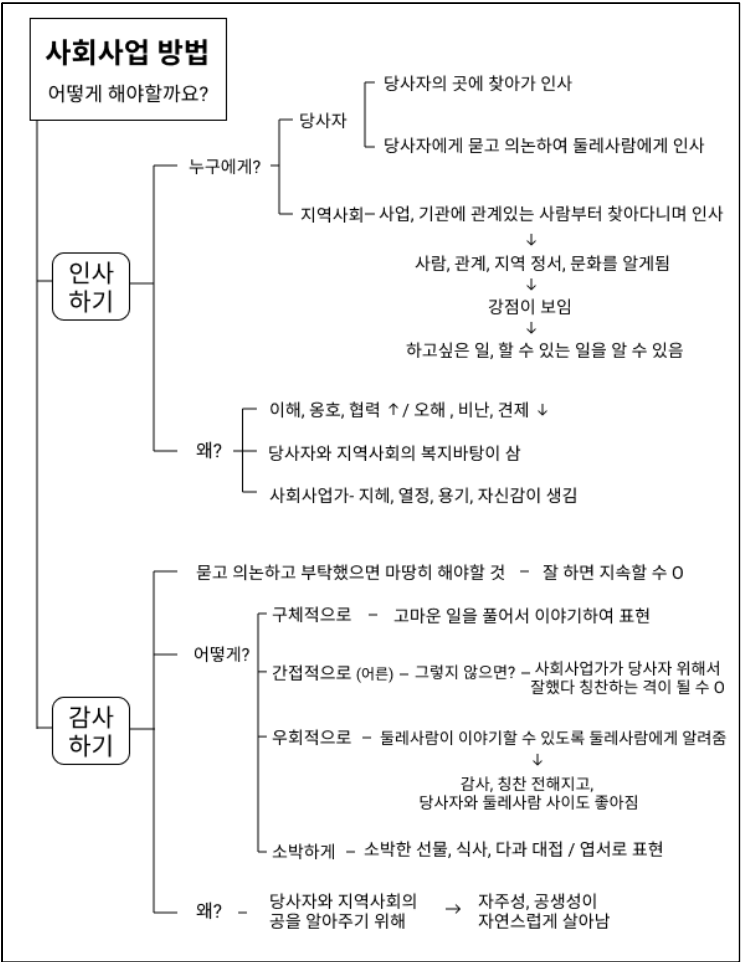 사회사업 방법
어떻게 해야할까요?
인사
하기
누구에게?
당사자
당사자의 곳에 찾아가 인사
당사자에게 묻고 의논하여 둘레사람에게 인사
지역사회 – 사업, 기관에 관계있는 사람부터 찾아다니며 인사
↓
사람, 관계, 지역 정서, 문화를 알게됨
↓
강점이 보임
↓
하고싶은 일, 할 수 있는 일을 알 수 있음
왜?
이해, 옹호, 협력 ↑ / 오해 , 비난, 견제 ↓
당사자와 지역사회의 복지바탕이 삼
사회사업가- 지혜, 열정, 용기, 자신감이 생김
감사
하기
묻고 의논하고 부탁했으면 마땅히 해야할 것 – 잘 하면 지속할 수 O
어떻게?
구체적으로 – 고마운 일을 풀어서 이야기하여 표현
간접적으로 (어른) – 그렇지 않으면? – 사회사업가가 당사자 위해서
잘했다 칭찬하는 격이 될 수 O
우회적으로 – 둘레사람이 이야기할 수 있도록 둘레사람에게 알려줌
↓
감사, 칭찬 전해지고,
당사자와 둘레사람 사이도 좋아짐
소박하게 – 소박한 선물, 식사, 다과 대접 / 엽서로 표현
왜? –
당사자와 지역사회의
공을 알아주기 위해
→
자주성, 공생성이
자연스럽게 살아남